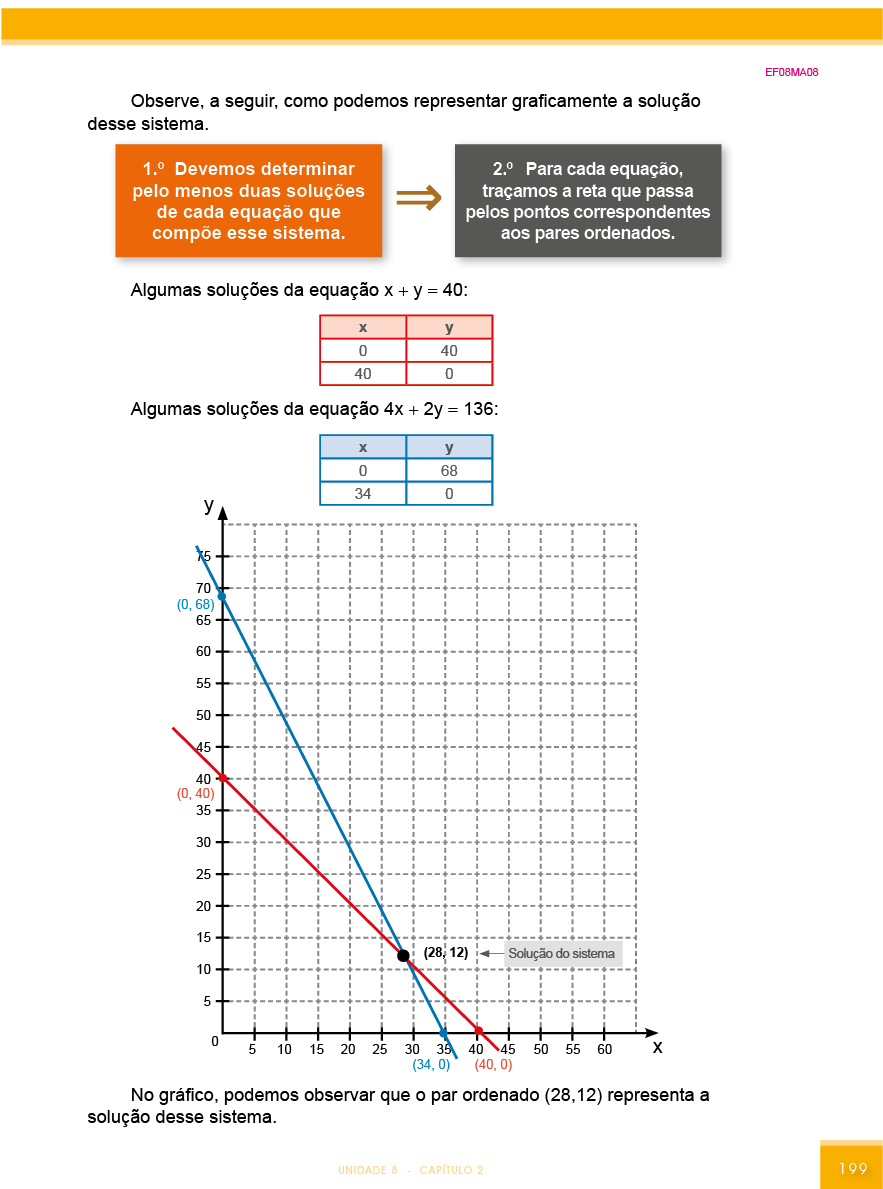 EF08MA08
Observe, a seguir, como podemos representar graficamente a solução
desse sistema.
1.º Devemos determinar
pelo menos duas soluções
de cada equação que
compõe esse sistema.
⇒
2.º Para cada equação,
traçamos a reta que passa
pelos pontos correspondentes
aos pares ordenados.
Algumas soluções da equação x + y = 40:
x y
0 40
40 0
Algumas soluções da equação 4x + 2y = 136:
x y
0 68
34 0
y
75
70
(0, 68)
65
60
55
50
45
40
(0, 40)
35
30
25
20
15
(28, 12) Solução do sistema
10
5
0 5 10 15 20 25 30 35 40 45 50 55 60 x
(34, 0) (40, 0)
No gráfico, podemos observar que o par ordenado (28,12) representa a
solução desse sistema.
UNIDADE 8 - CAPÍTULO 2
199